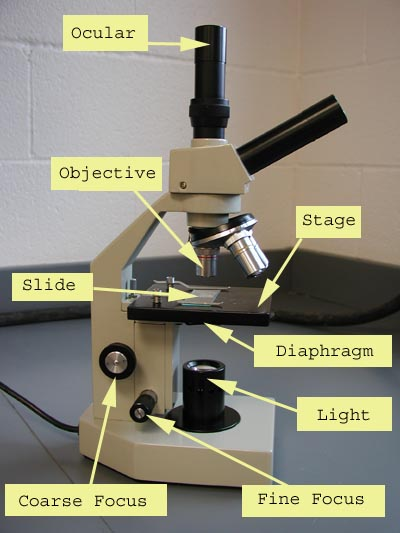 Ocular
Objective
Stage
Slide
Diaphragm
Light
Coarse Focus
Fine Focus